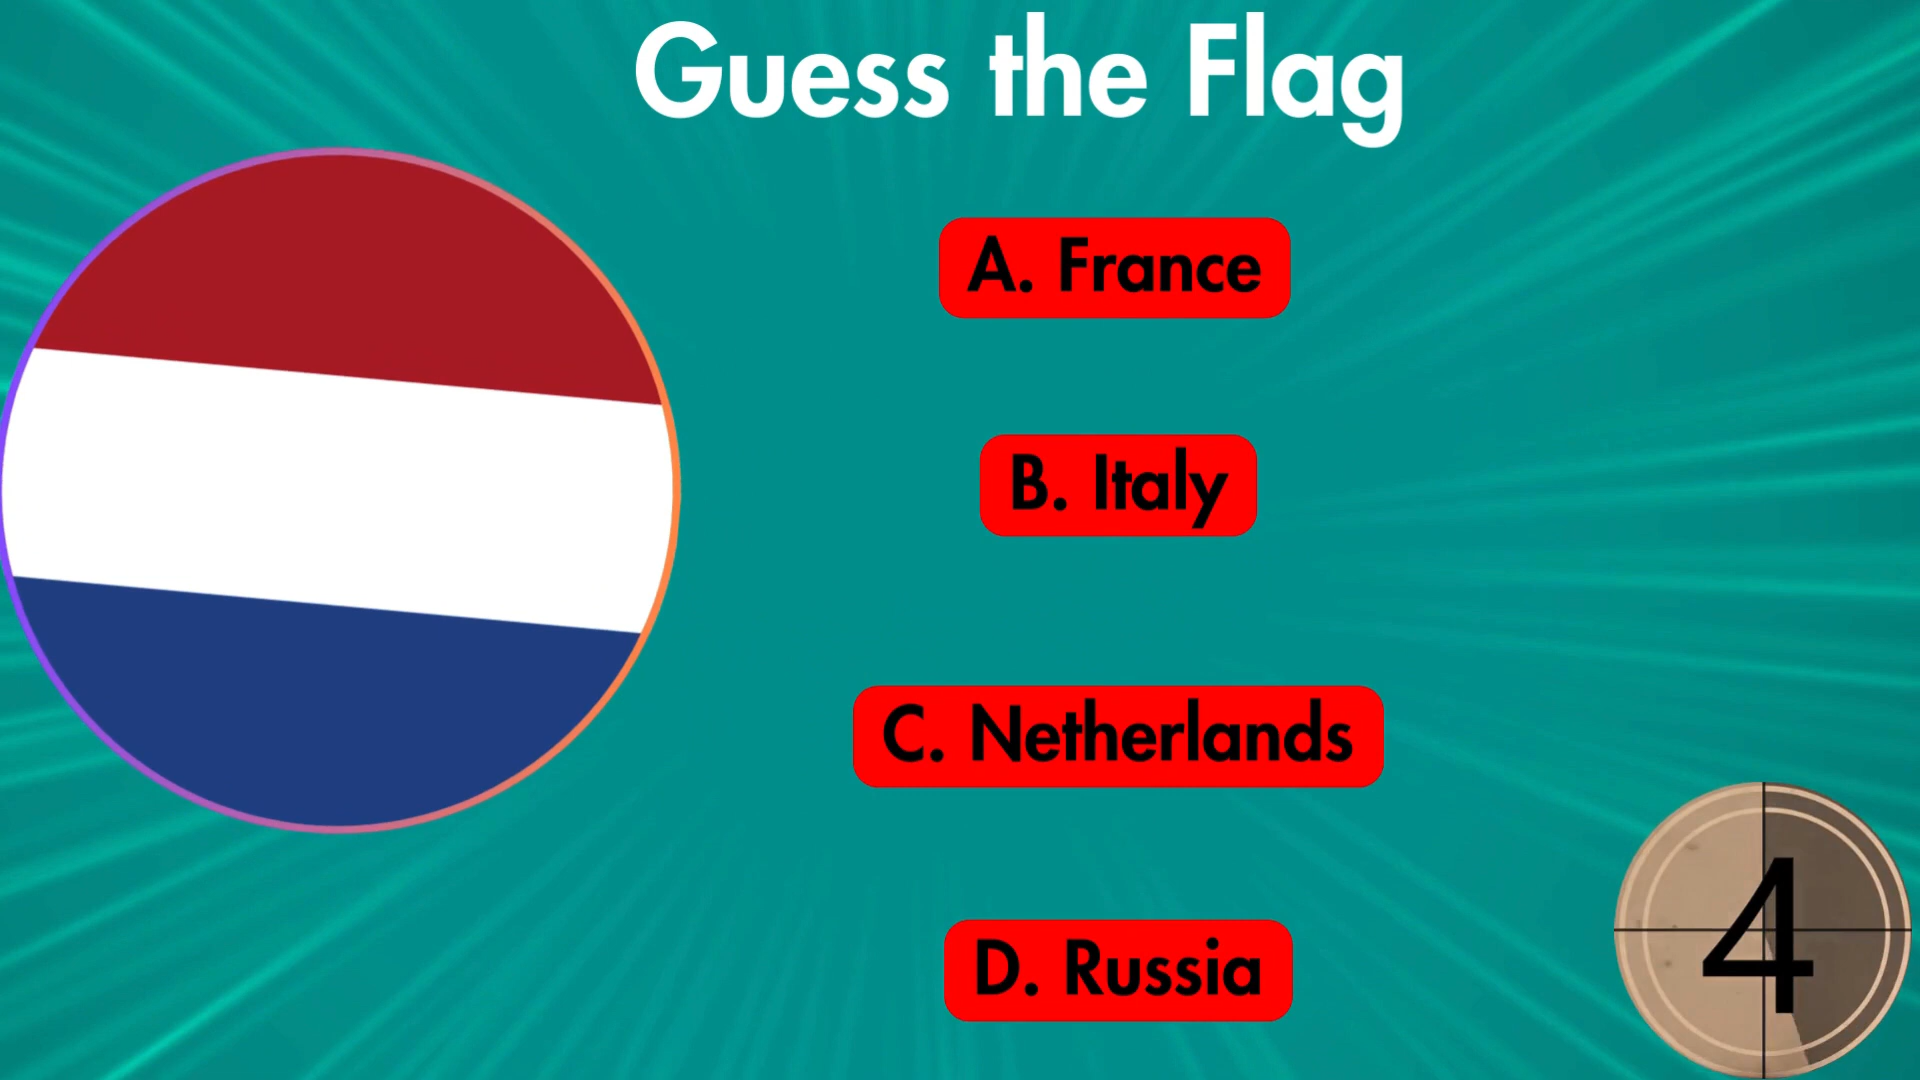 Guess the Flag
A. France
B. Italy
C. Netherlands
D. Russia
4